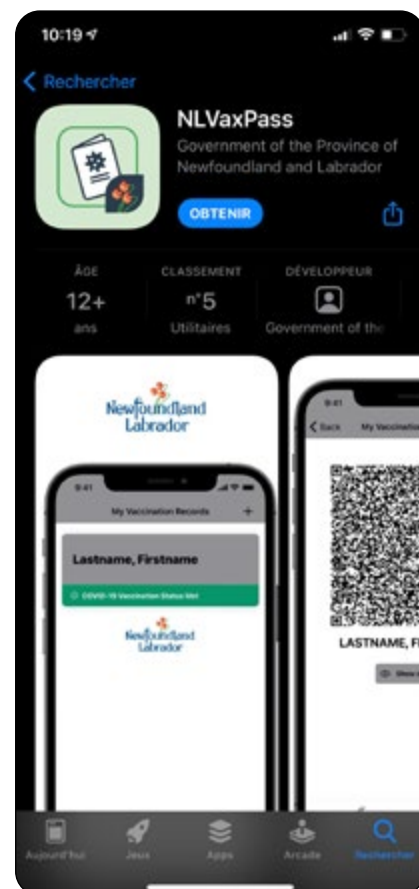 10:19
Rechercher
NLVaxPass
Government of the Province of
Newfoundland and Labrador
OBTENIR
ÂGE
12+
ans
CLASSEMENT
n°5
Utilitaires
DÉVELOPPEUR
Government of the
Newfoundland
Labrador
9:41
My Vaccination Records
+
Lastname, Firstname
COVID-19 Vaccination Status Met
Newfoundland
Labrador
9:41
Back
My Vaccination
LASTNAME, FI
Show
Aujourd'hui
Jeux
Apps
Arcade
Rechercher